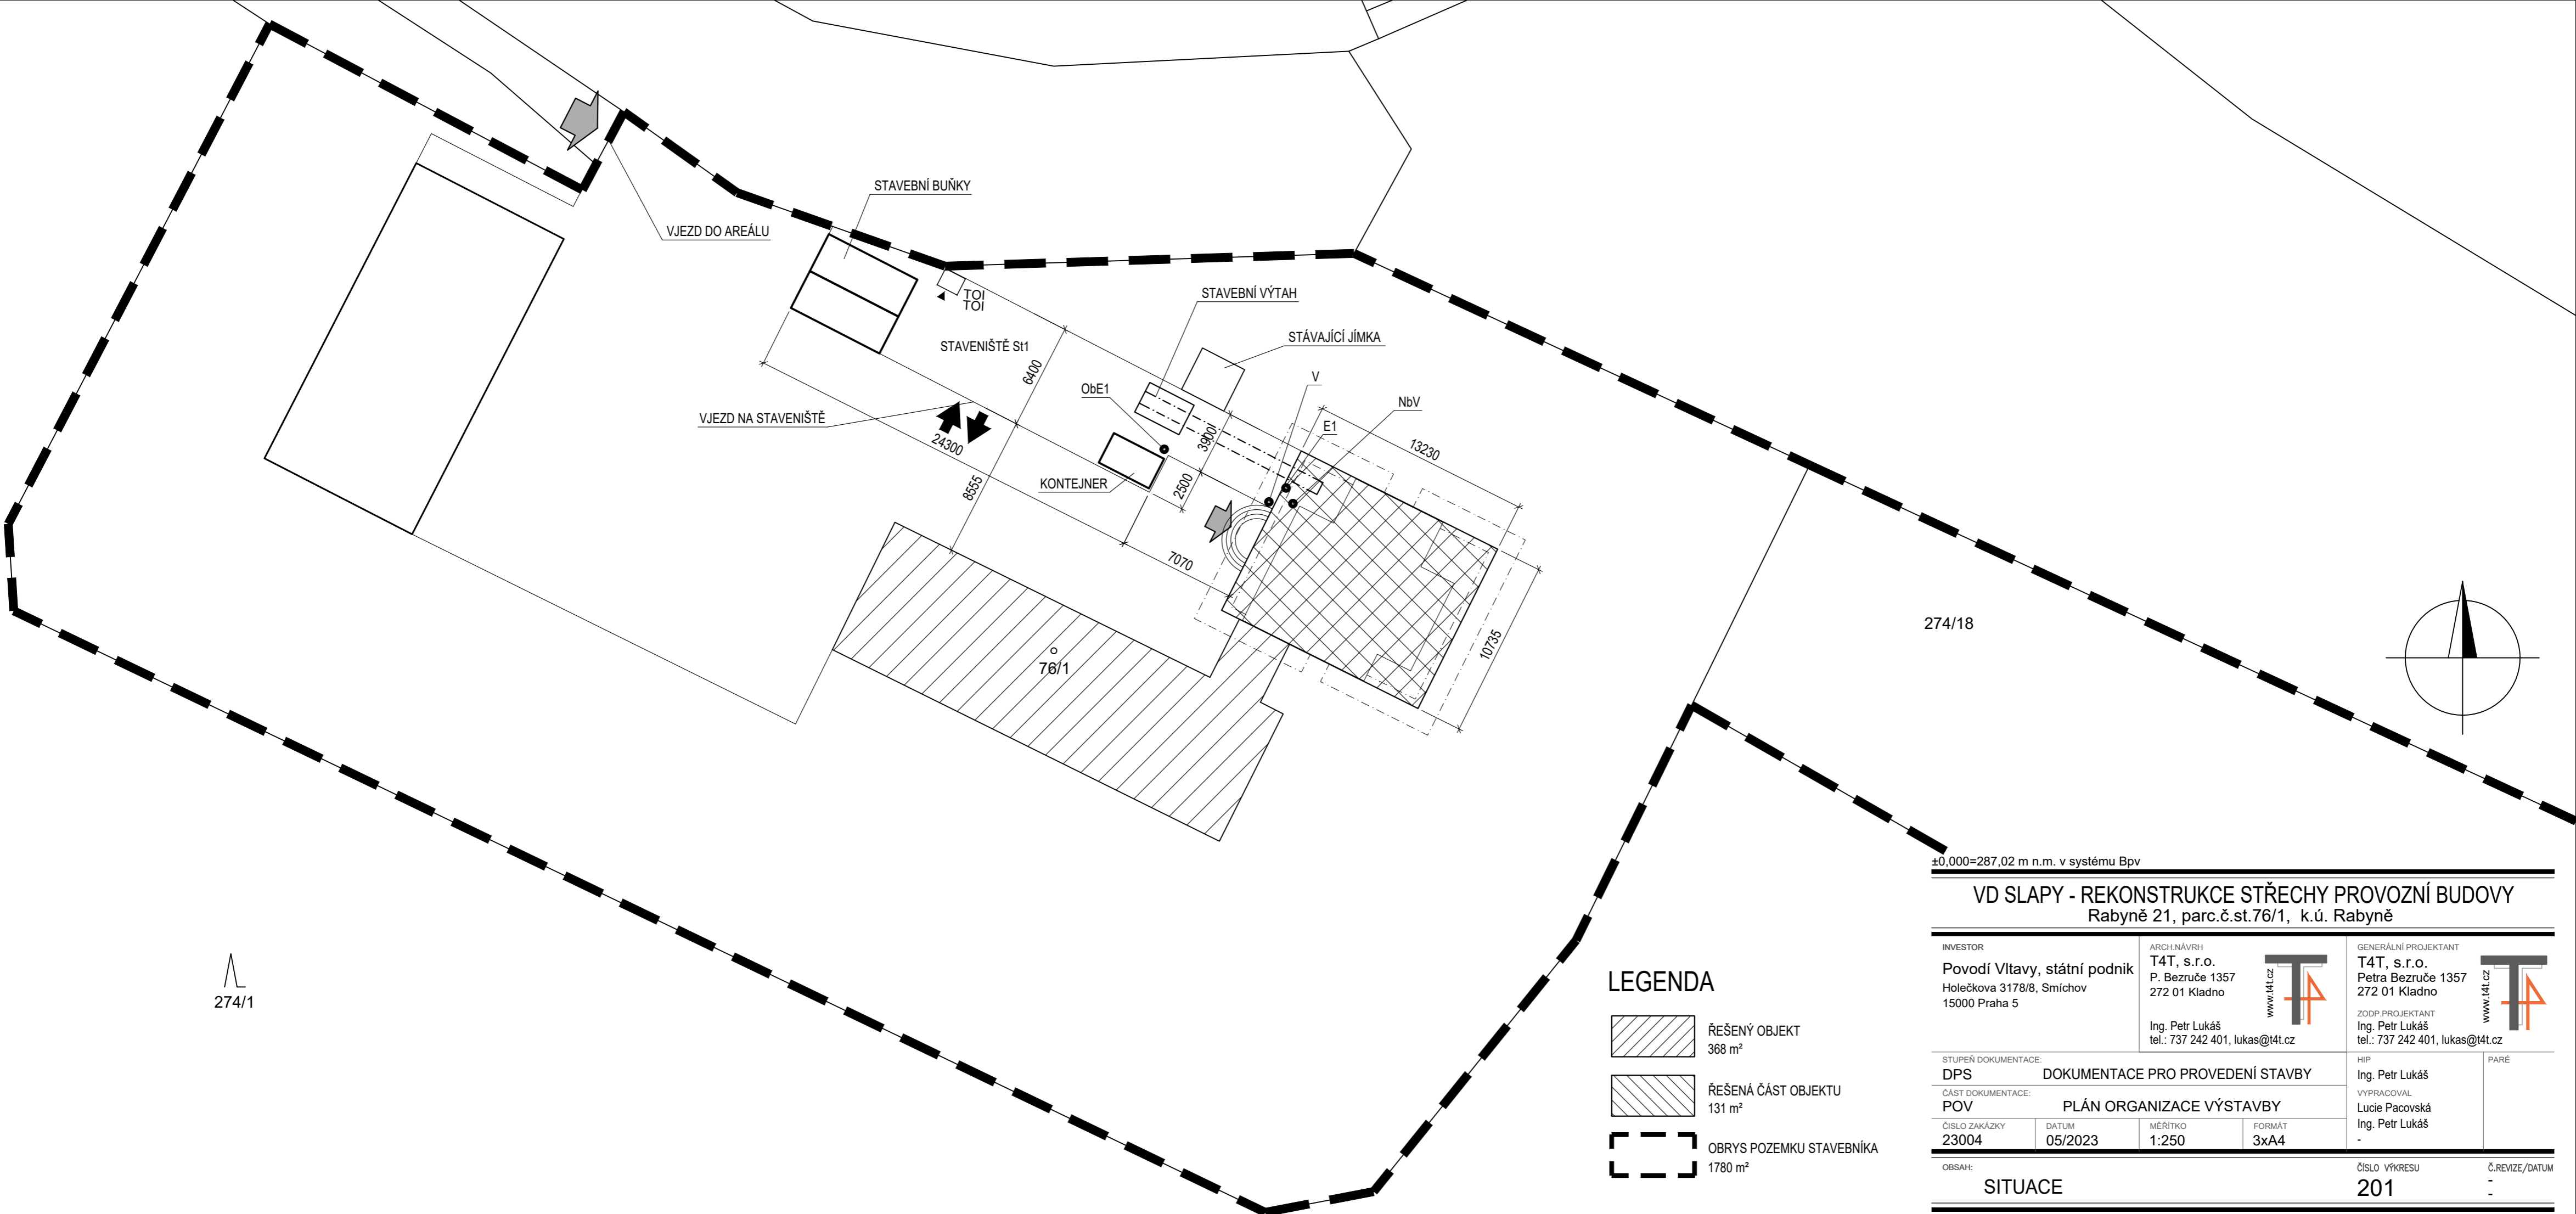 STAVEBNÍ BUŇKY
VJEZD DO AREÁLU
TOI
TOI
STAVEBNÍ VÝTAH
STAVENIŠTĚ St1
STÁVAJÍCÍ JÍMKA
6400
ObE1
V
NbV
VJEZD NA STAVENIŠTĚ
E1
24300
3900
13230
KONTEJNER
8555
2500
7070
10735
76/1
274/18
274/1
LEGENDA
ŘEŠENÝ OBJEKT
368 m²
ŘEŠENÁ ČÁST OBJEKTU
131 m²
OBRYS POZEMKU STAVEBNÍKA
1780 m²
±0,000=287,02 m n.m. v systému Bpv
VD SLAPY - REKONSTRUKCE STŘECHY PROVOZNÍ BUDOVY
Rabyně 21, parc.č.st.76/1, k.ú. Rabyně
INVESTOR
Povodí Vltavy, státní podnik
Holečkova 3178/8, Smíchov
15000 Praha 5
ARCH.NÁVRH
T4T, s.r.o.
P. Bezruče 1357
272 01 Kladno
www.t4t.cz
Ing. Petr Lukáš
tel.: 737 242 401, lukas@t4t.cz
GENERÁLNÍ PROJEKTANT
T4T, s.r.o.
Petra Bezruče 1357
272 01 Kladno
www.t4t.cz
ZODP.PROJEKTANT
Ing. Petr Lukáš
tel.: 737 242 401, lukas@t4t.cz
STUPEŇ DOKUMENTACE:
DPS DOKUMENTACE PRO PROVEDENÍ STAVBY
HIP
Ing. Petr Lukáš
PARÉ
ČÁST DOKUMENTACE:
POV PLÁN ORGANIZACE VÝSTAVBY
VYPRACOVAL
Lucie Pacovská
Ing. Petr Lukáš
-
ČISLO ZAKÁZKY
23004
DATUM
05/2023
MĚŘÍTKO
1:250
FORMÁT
3xA4
OBSAH:
SITUACE
ČÍSLO VÝKRESU
201
Č.REVIZE/DATUM
-
-